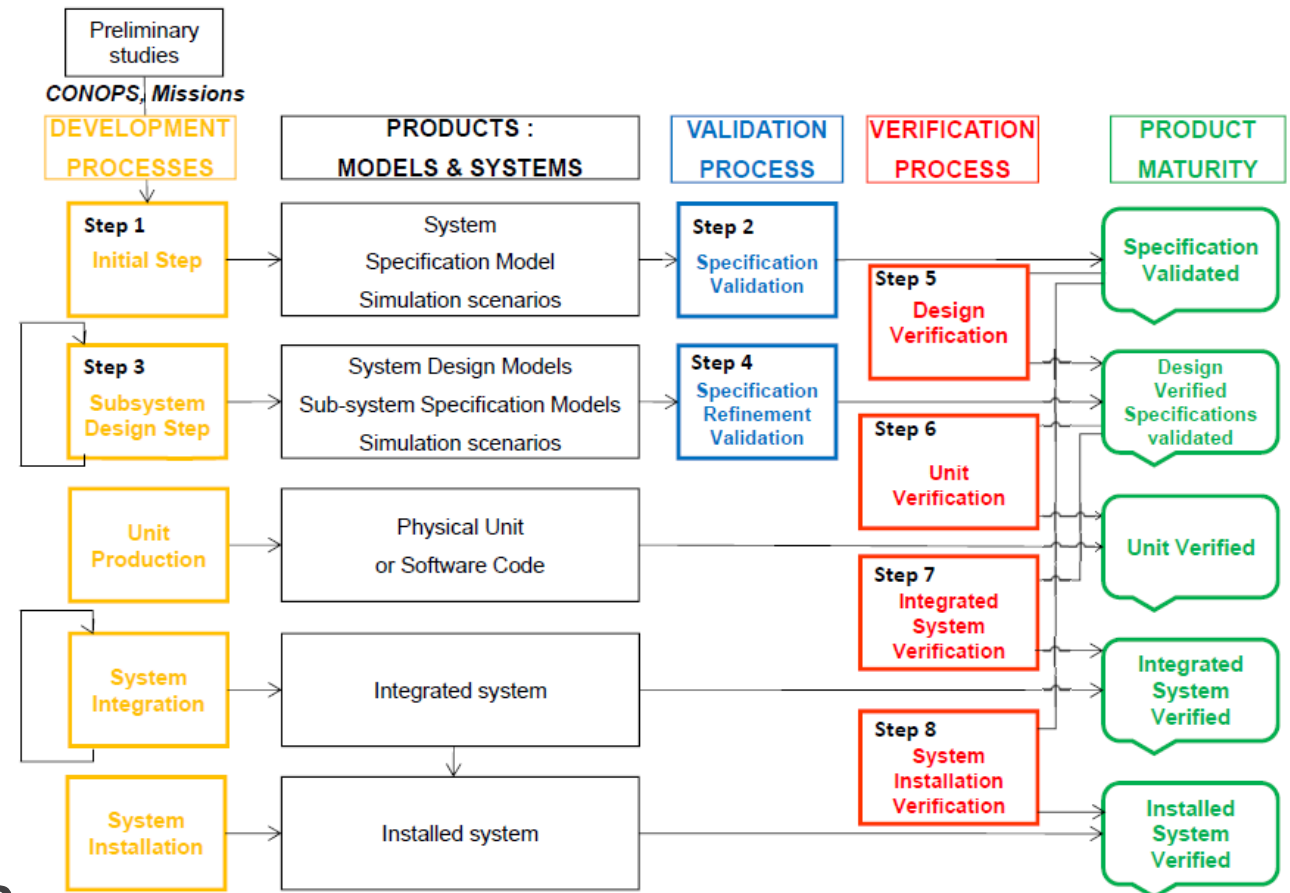 Preliminary
studies
CONOPS, Missions
DEVELOPMENT
PROCESSES
PRODUCTS :
MODELS & SYSTEMS
VALIDATION
PROCESS
VERIFICATION
PROCESS
PRODUCT
MATURITY
Step 1
Initial Step
System
Specification Model
Simulation scenarios
Step 2
Specification
Validation
Step 5
Design
Verification
Specification
Validated
Step 3
Subsystem
Design Step
System Design Models
Sub-system Specification Models
Simulation scenarios
Step 4
Specification
Refinement
Validation
Design
Verified
Specifications
validated
Step 6
Unit
Verification
Unit
Production
Physical Unit
or Software Code
Unit Verified
Step 7
Integrated
System
Verification
System
Integration
Integrated system
Integrated
System
Verified
Step 8
System
Installation
Verification
System
Installation
Installed system
Installed
System
Verified